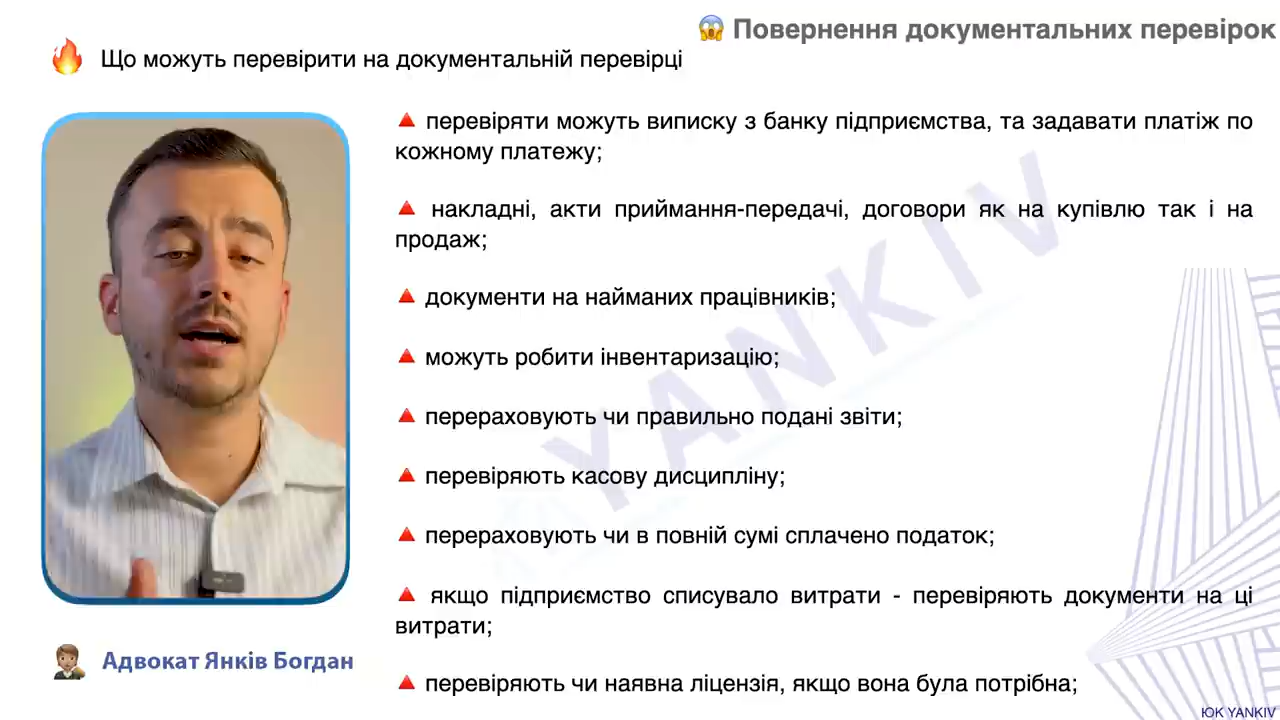 😱 Повернення документальних перевірок
🔥 Що можуть перевірити на документальній перевірці
🔺 перевіряти можуть виписку з банку підприємства, та задавати платіж по
кожному платежу;
🔺 накладні, акти приймання-передачі, договори як на купівлю так і на
продаж;
🔺 документи на найманих працівників;
🔺 можуть робити інвентаризацію;
🔺 перераховують чи правильно подані звіти;
🔺 перевіряють касову дисципліну;
🔺 перераховують чи в повній сумі сплачено податок;
🔺 якщо підприємство списувало витрати - перевіряють документи на ці
витрати;
🔺 перевіряють чи наявна ліцензія, якщо вона була потрібна;
Адвокат Янків Богдан
YANKIV
ЮК YANKIV